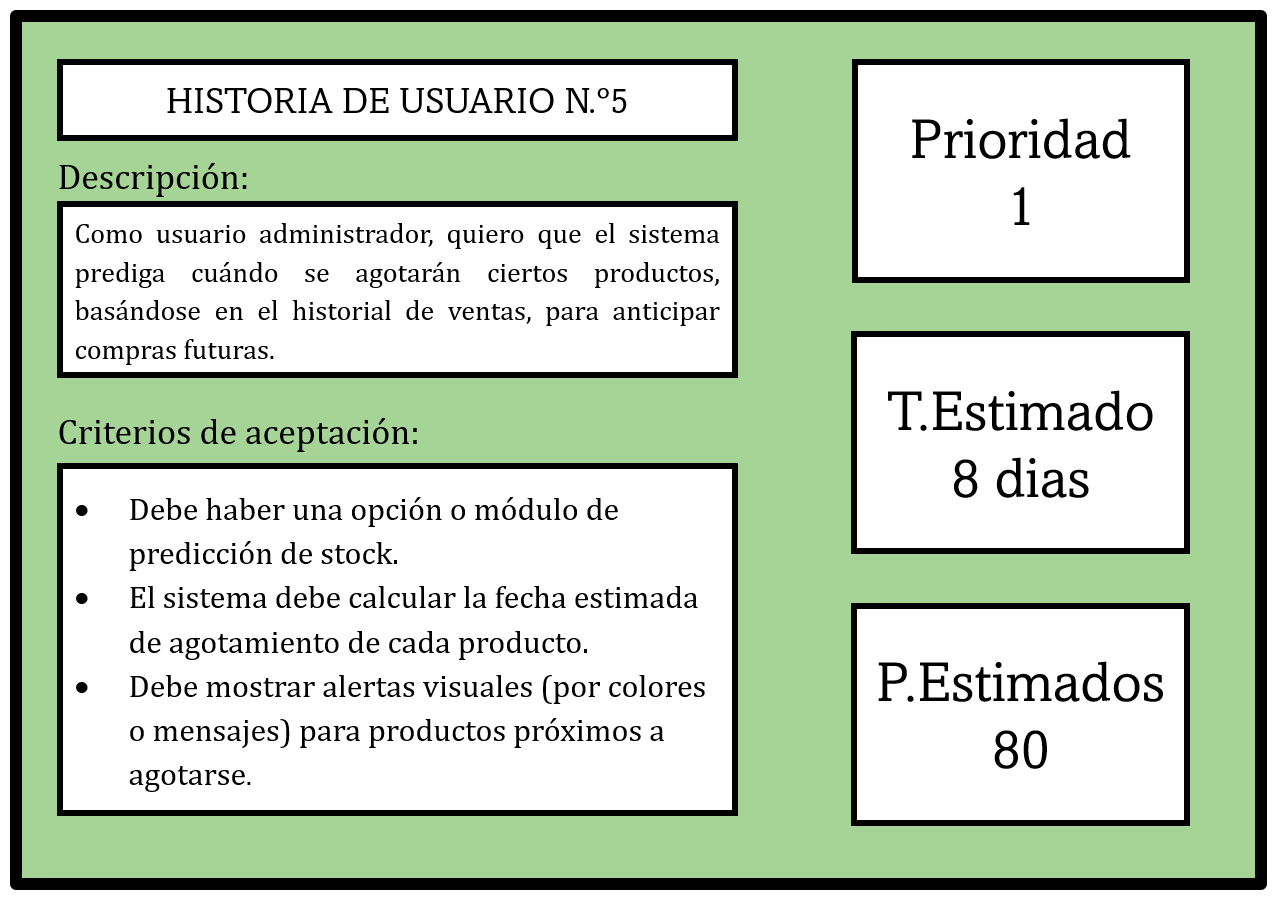 HISTORIA DE USUARIO N.°5
Descripción:
Como usuario administrador, quiero que el sistema
prediga cuándo se agotarán ciertos productos,
basándose en el historial de ventas, para anticipar
compras futuras.
Criterios de aceptación:
• Debe haber una opción o módulo de
predicción de stock.
• El sistema debe calcular la fecha estimada
de agotamiento de cada producto.
• Debe mostrar alertas visuales (por colores
o mensajes) para productos próximos a
agotarse.
Prioridad
1
T.Estimado
8 dias
P.Estimados
80